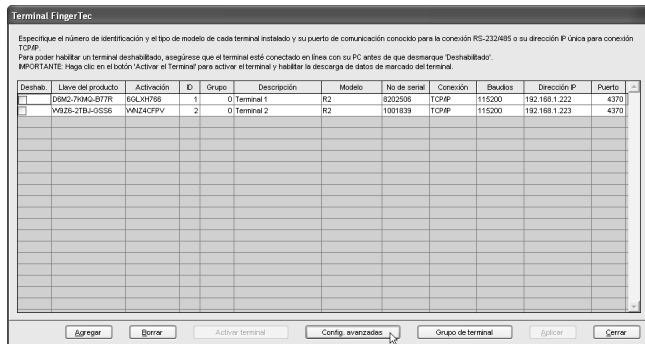 Terminal FingerTec
Especifique el número de identificación y el tipo de modelo de cada terminal instalado y su puerto de comunicación conocido para la conexión RS-232/485 o su dirección IP única para conexión
TCP/IP.
Para poder habilitar un terminal deshabilitado, asegúrese que el terminal esté conectado en línea con su PC antes de que desmarque 'Deshabilitado'.
IMPORTANTE: Haga clic en el botón 'Activar el Terminal' para activar el terminal y habilitar la descarga de datos de marcado del terminal.
Deshab. Llave del producto Activación ID Grupo Descripción Modelo No de serial Conexión Baudios Dirección IP Puerto
D6M2-7KMQ-B77R 6GLXH766 1 0 Terminal 1 R2 8202506 TCP/IP 115200 192.168.1.222 4370
W9Z6-2TBJ-GSS6 WNZ4CFPV 2 0 Terminal 2 R2 1001839 TCP/IP 115200 192.168.1.223 4370
Agregar Borrar Activar terminal Config. avanzadas Grupo de terminal Aplicar Cerrar